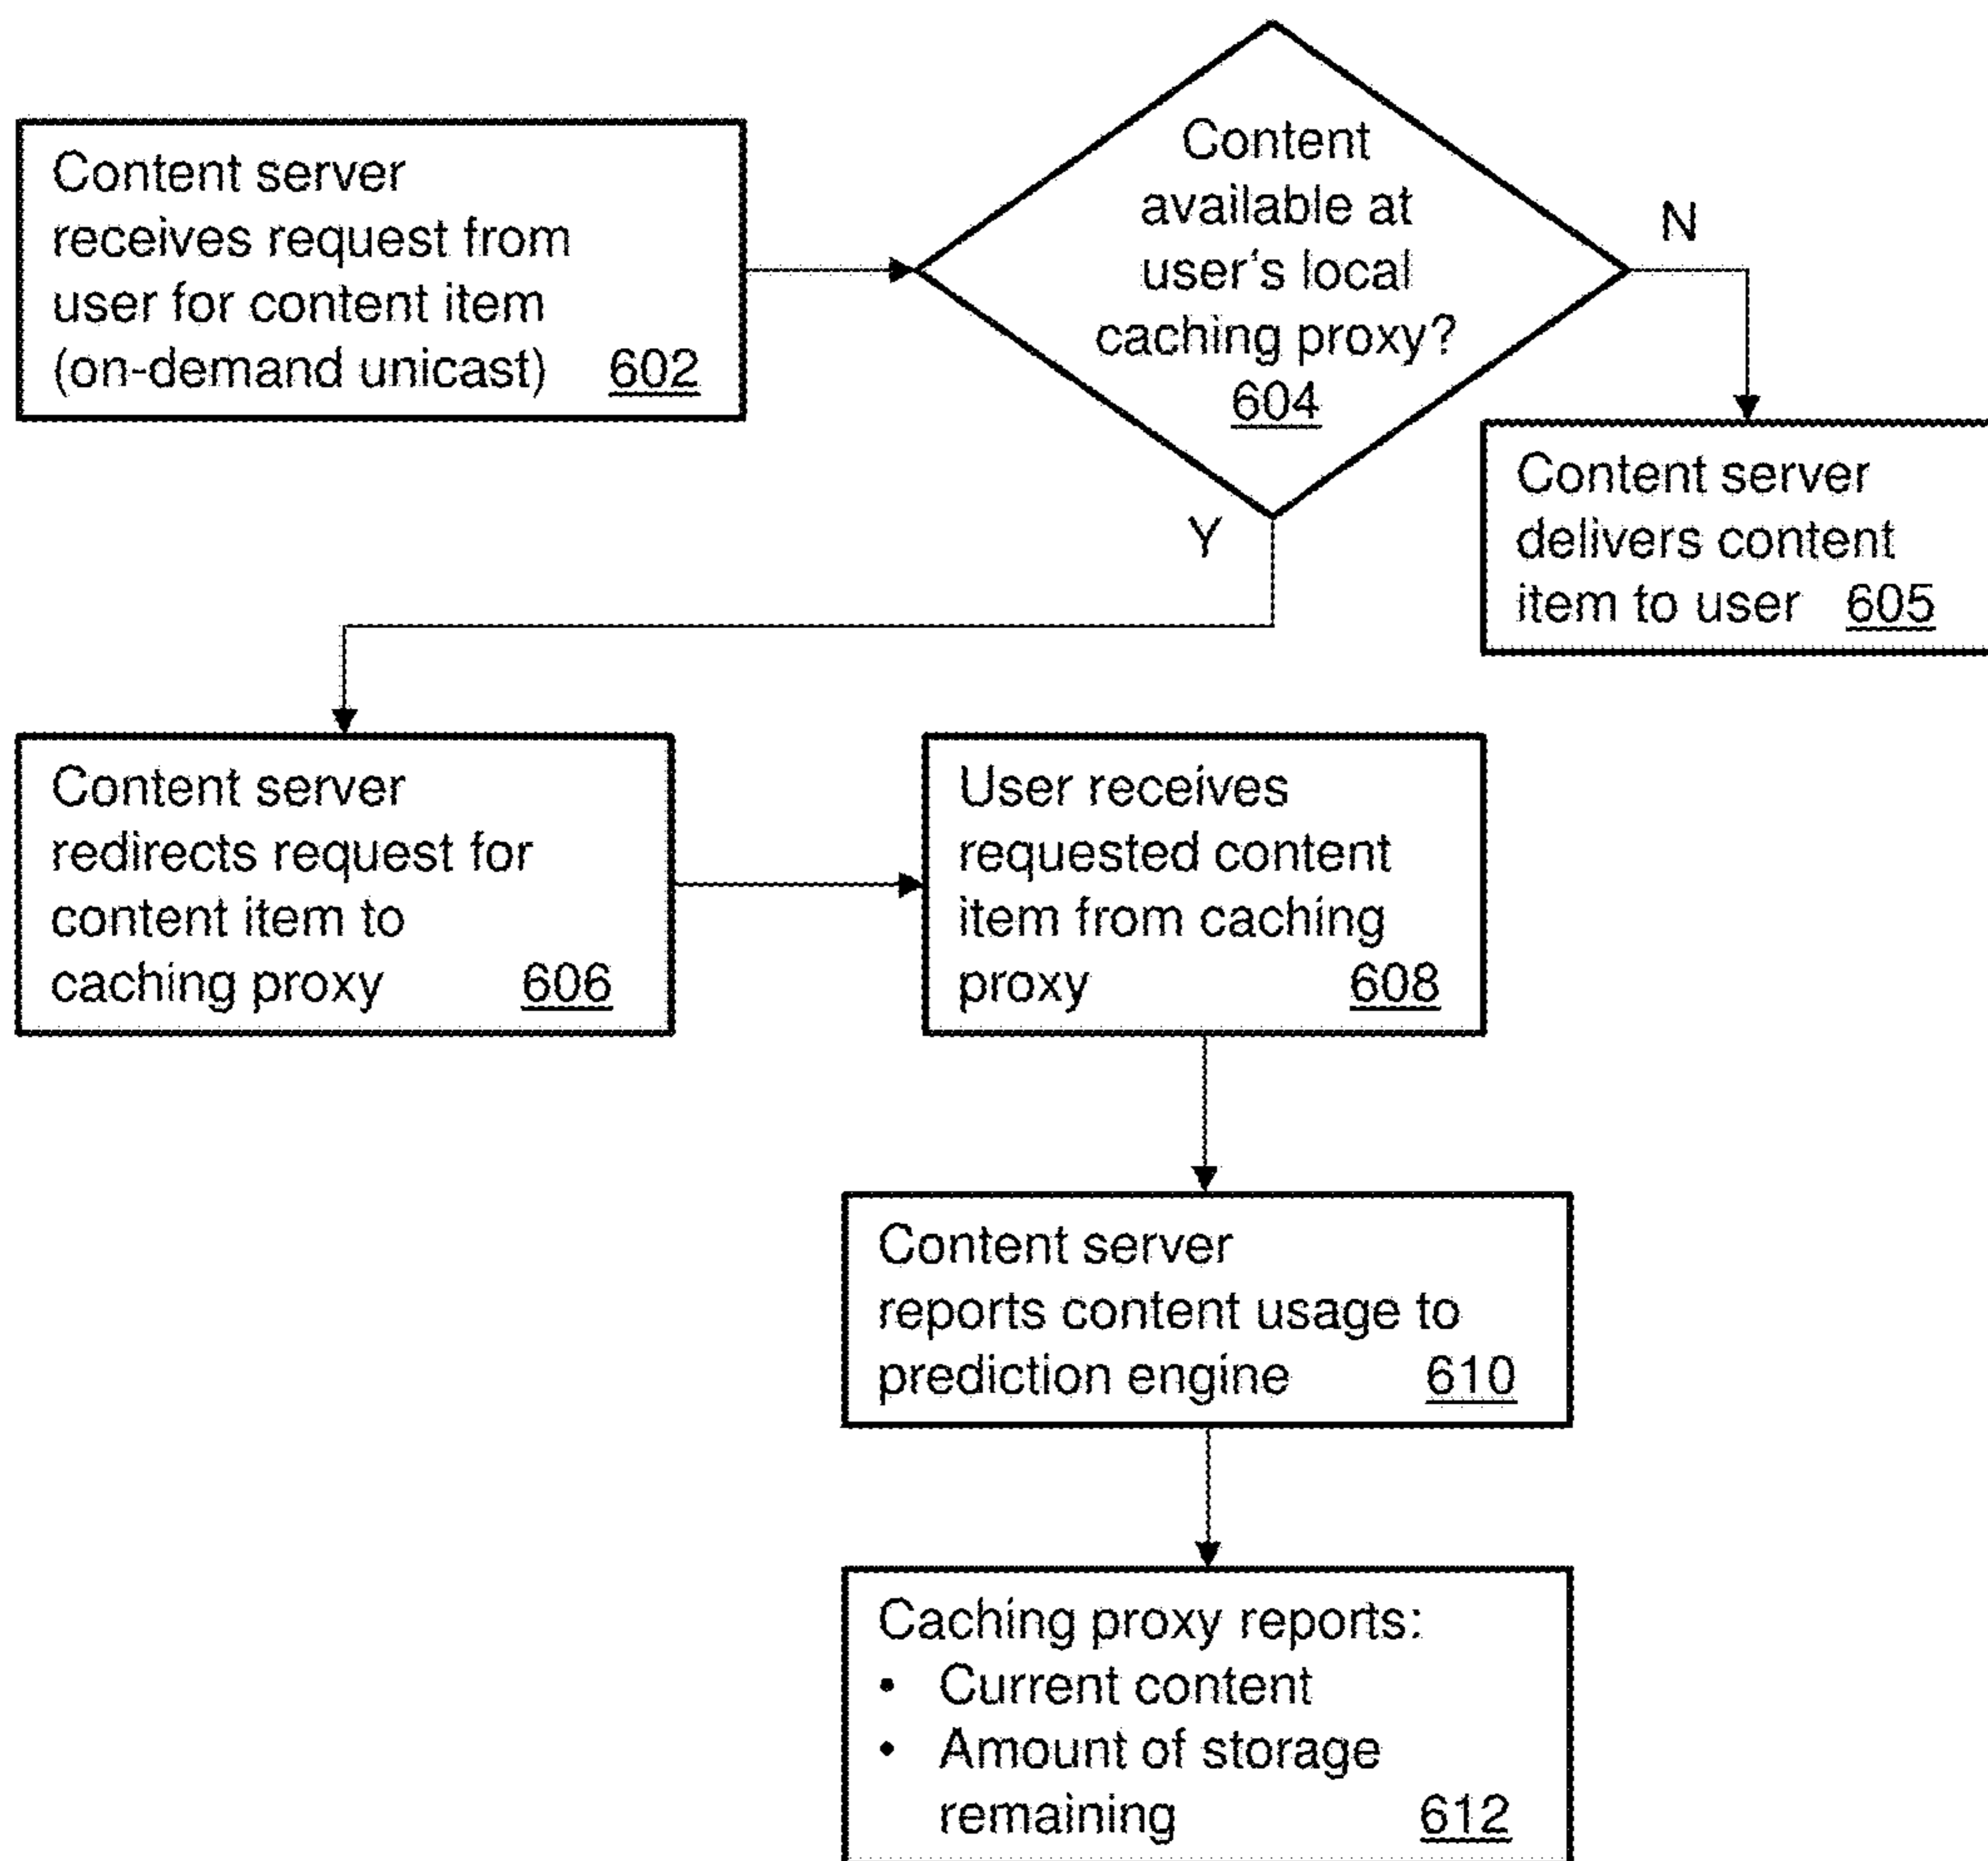 Content server
receives request from
user for content item
(on-demand unicast) 602
Content
available at
user's local
caching proxy?
604
N
Y
Content server
delivers content
item to user 605
Content server
redirects request for
content item to
caching proxy 606
User receives
requested content
item from caching
proxy 608
Content server
reports content usage to
prediction engine 610
Caching proxy reports:
• Current content
• Amount of storage
remaining 612